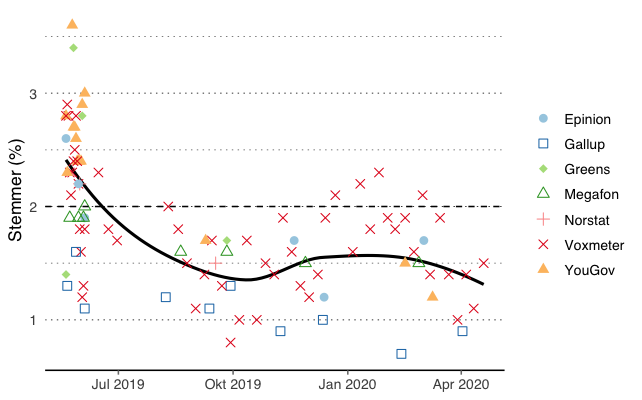 Stemmer (%)
3
2
1
Jul 2019
Okt 2019
Jan 2020
Apr 2020
Epinion
Gallup
Greens
Megafon
Norstat
Voxmeter
YouGov